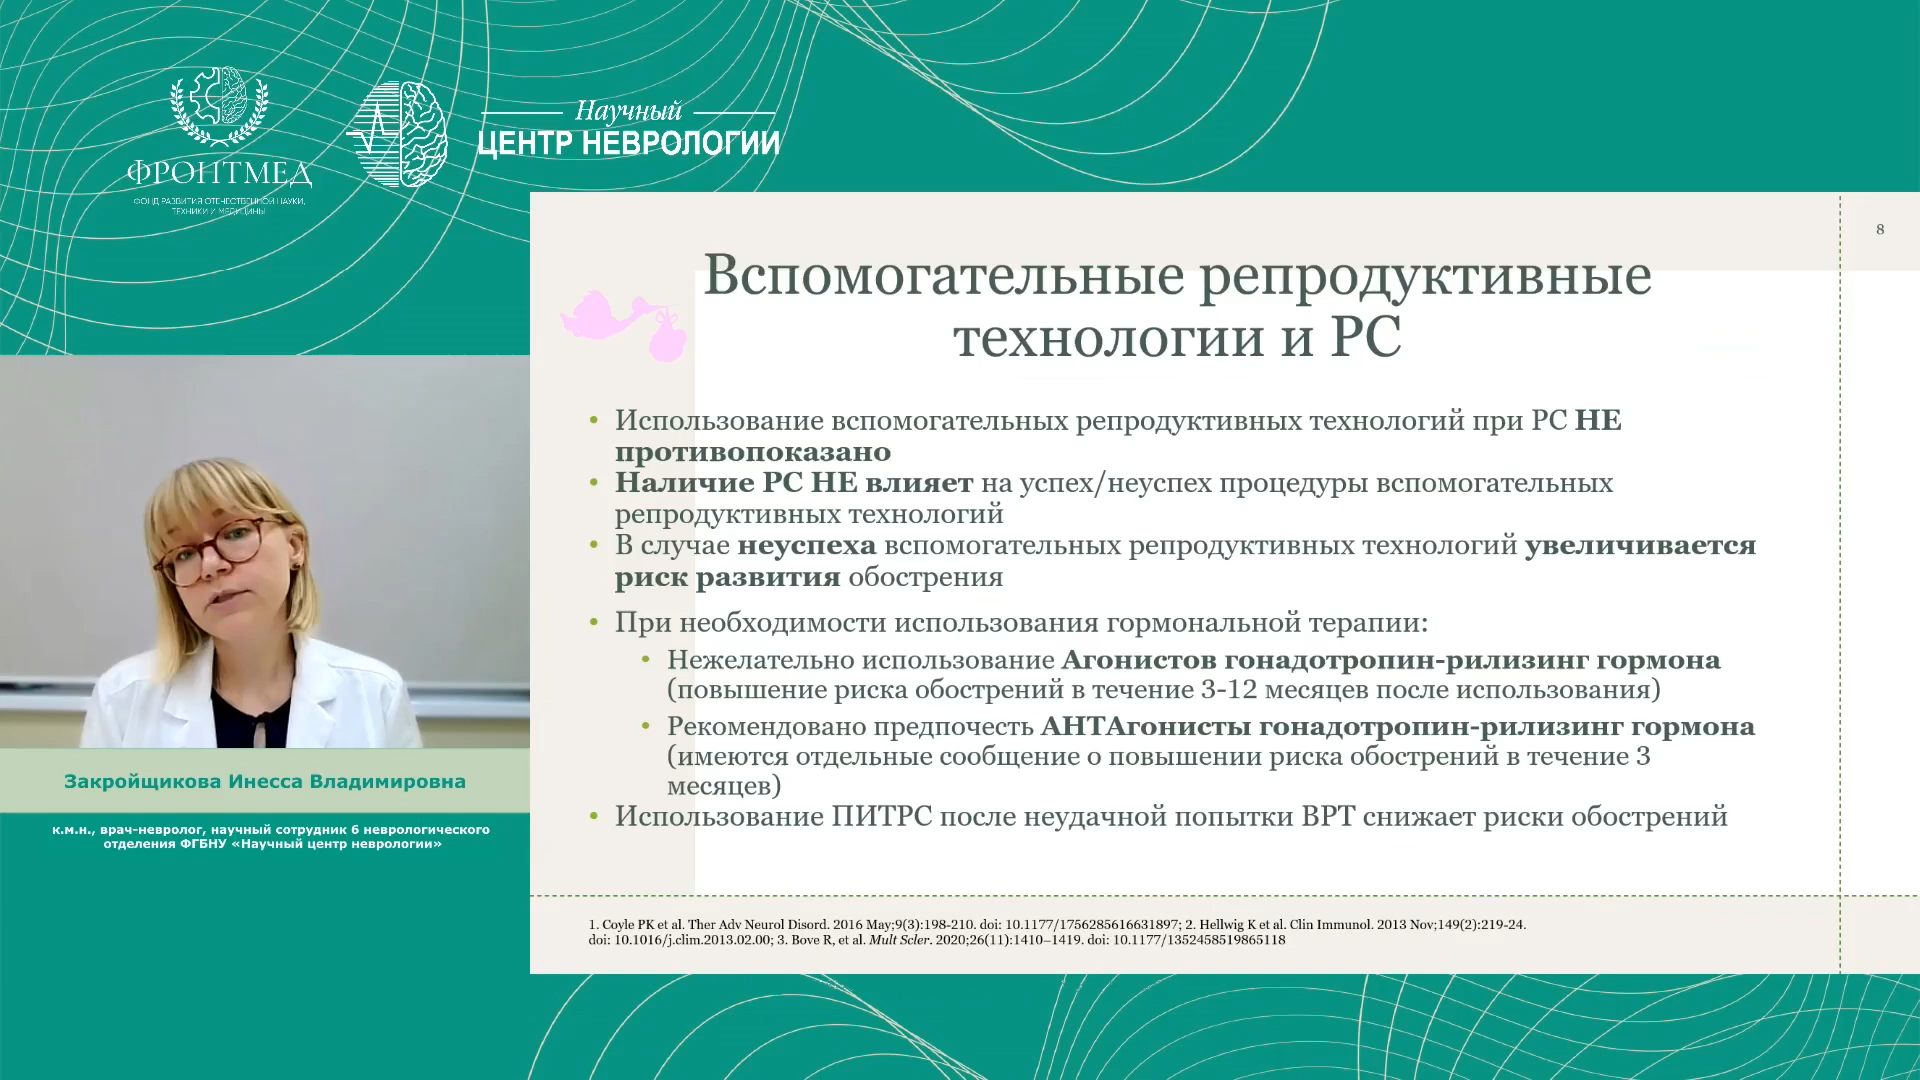 ФРОНТМЕД
ФОНД РАЗВИТИЯ ОТЕЧЕСТВЕННОЙ НАУКИ,
ТЕХНИКИ И МЕДИЦИНЫ
Научный
ЦЕНТР НЕВРОЛОГИИ
8
Вспомогательные репродуктивные
технологии и РС
• Использование вспомогательных репродуктивных технологий при РС НЕ
противопоказано
• Наличие РС НЕ влияет на успех/неуспех процедуры вспомогательных
репродуктивных технологий
• В случае неуспеха вспомогательных репродуктивных технологий увеличивается
риск развития обострения
• При необходимости использования гормональной терапии:
• Нежелательно использование Агонистов гонадотропин-рилизинг гормона
(повышение риска обострений в течение 3-12 месяцев после использования)
• Рекомендовано предпочесть АНТАгонисты гонадотропин-рилизинг гормона
(имеются отдельные сообщение о повышении риска обострений в течение 3
месяцев)
• Использование ПИТРС после неудачной попытки ВРТ снижает риски обострений
1. Coyle PK et al. Ther Adv Neurol Disord. 2016 May;9(3):198-210. doi: 10.1177/1756285616631897; 2. Hellwig K et al. Clin Immunol. 2013 Nov;149(2):219-24.
doi: 10.1016/j.clim.2013.02.00; 3. Bove R, et al. Mult Scler. 2020;26(11):1410–1419. doi: 10.1177/1352458519865118
Закройщикова Инесса Владимировна
к.м.н., врач-невролог, научный сотрудник 6 неврологического
отделения ФГБНУ «Научный центр неврологии»